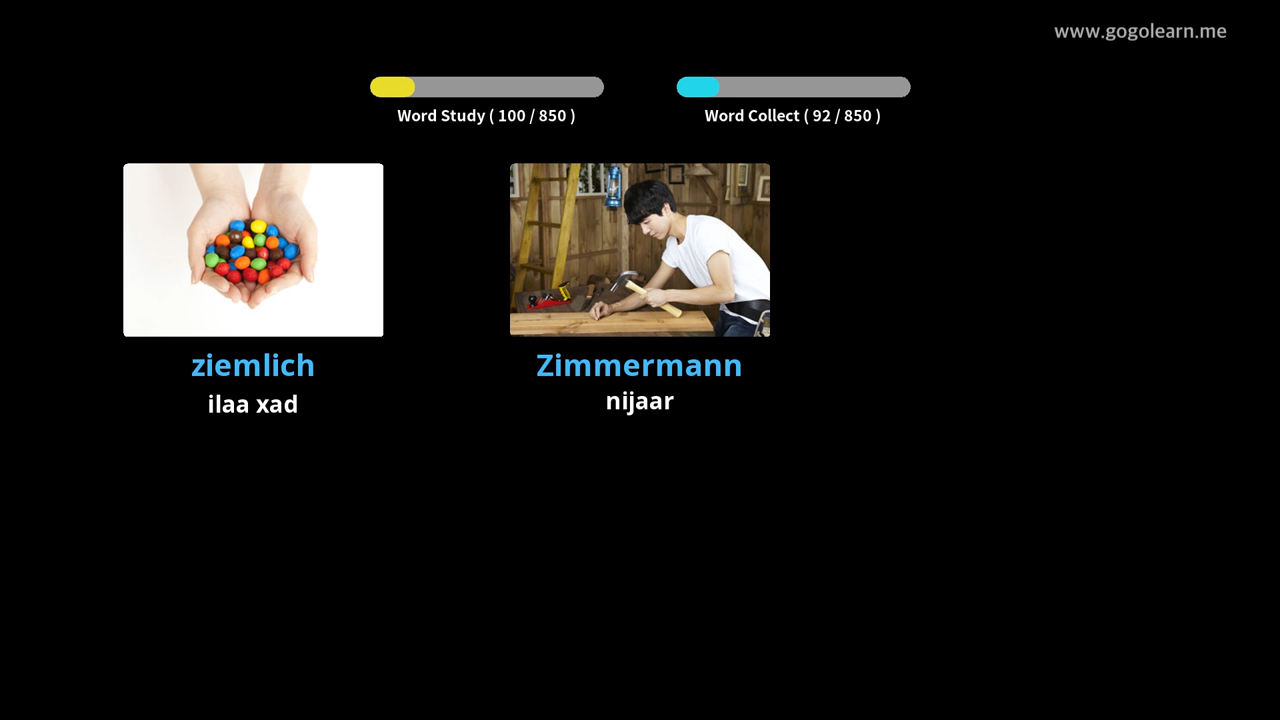 www.gogolearn.me
Word Study ( 100 / 850 )
Word Collect ( 92 / 850 )
ziemlich
ilaa xad
Zimmermann
nijaar